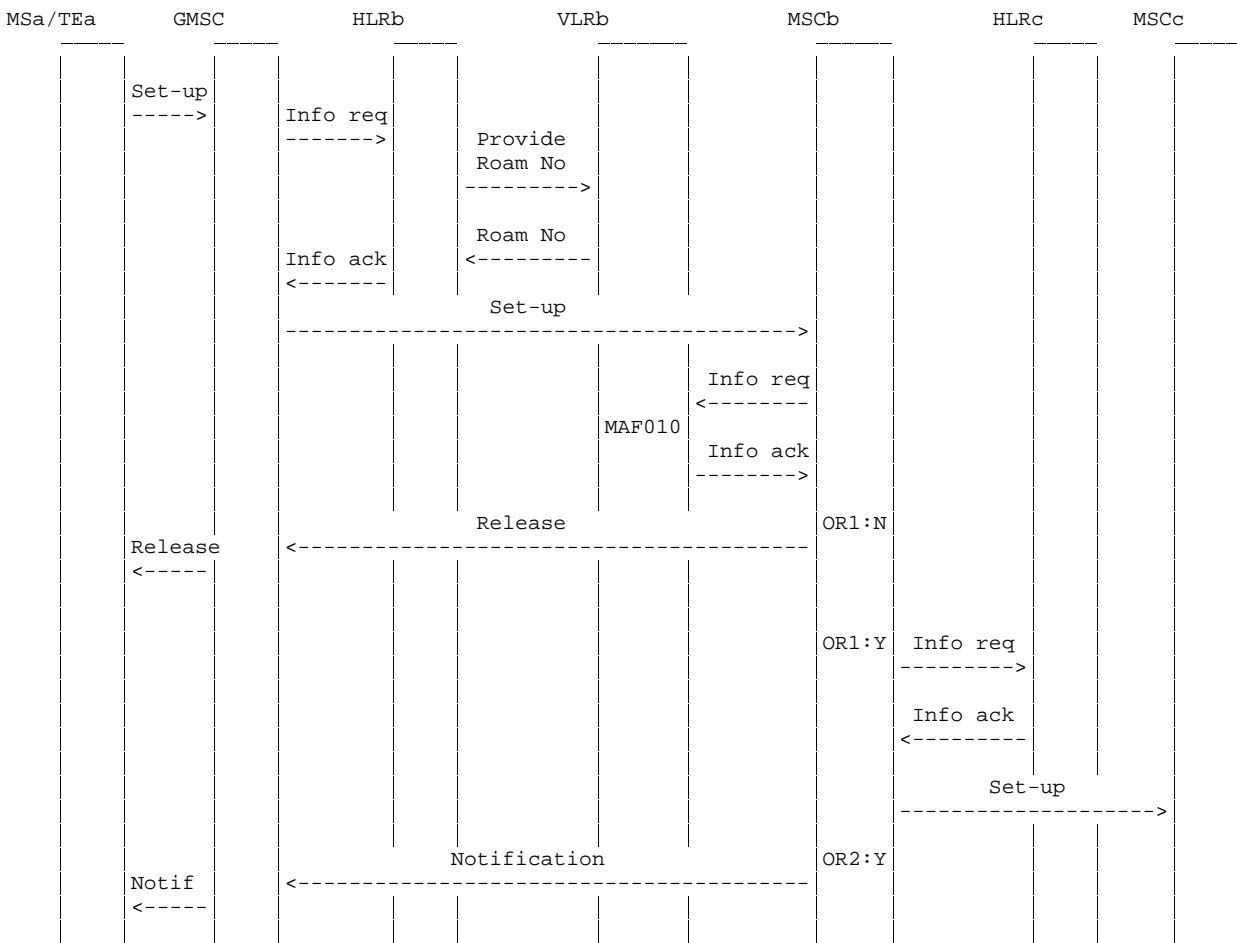 MSa/TEa GMSC HLRb VLRb MSCb HLRc MSCc
Set-up
-----> Info req
-------> Provide
Roam No
--------->
Roam No
Info ack <---------
<-------
Set-up
---------------------------------------->
Info req
<--------
MAF010
Info ack
-------->
Release OR1:N
Release <----------------------------------------
<-----
OR1:Y Info req
--------->
Info ack
<---------
Set-up
-------------------->
Notification OR2:Y
Notif <----------------------------------------
<-----